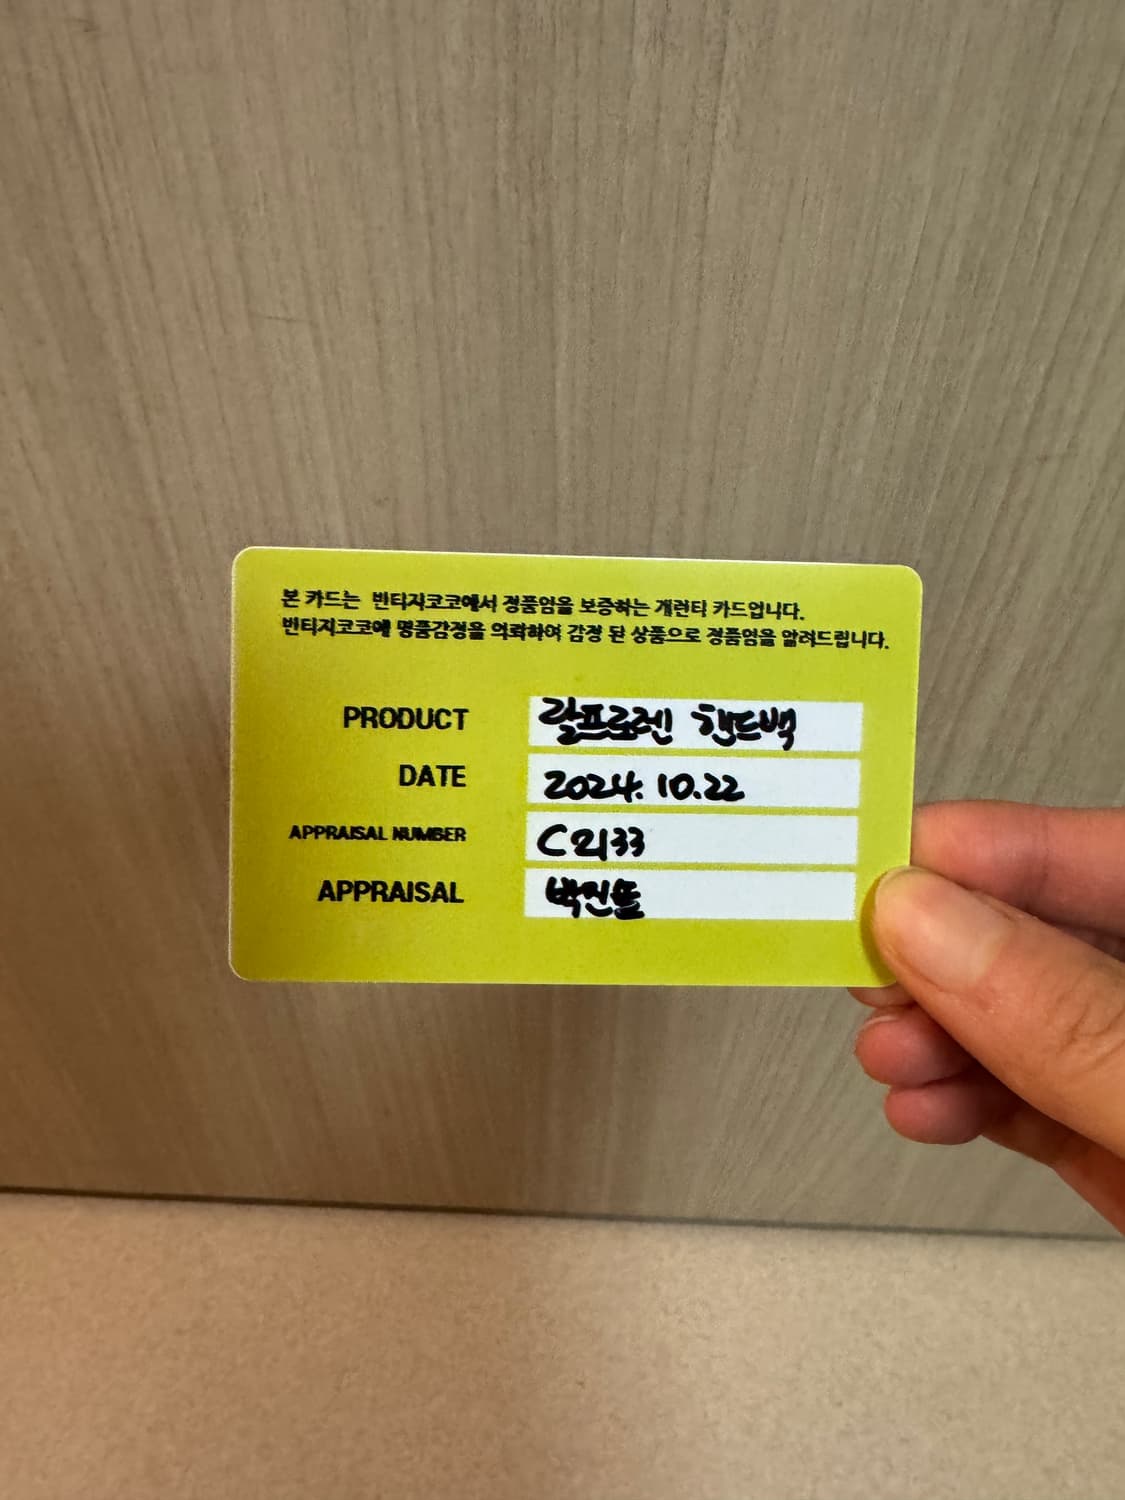 본 카드는 빈티지코코에서 정품임을 보증하는 개런티 카드입니다.
빈티지코코에 명품감정을 의뢰하여 감정 된 상품으로 정품임을 알려드립니다.
PRODUCT 랄프로젠 핸드백
DATE 2024.10.22
APPRAISAL NUMBER C2133
APPRAISAL 박진